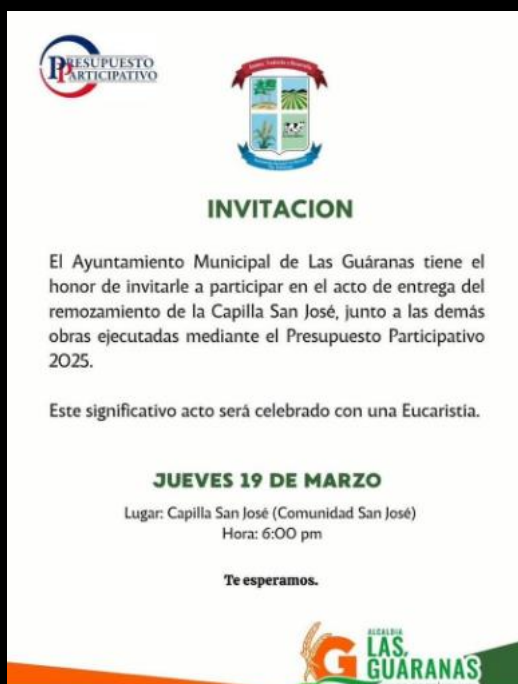 PRESUPUESTO
PARTICIPATIVO
INVITACION
El Ayuntamiento Municipal de Las Guáranas tiene el
honor de invitarle a participar en el acto de entrega del
remozamiento de la Capilla San José, junto a las demás
obras ejecutadas mediante el Presupuesto Participativo
2025.
Este significativo acto será celebrado con una Eucaristía.
JUEVES 19 DE MARZO
Lugar: Capilla San José (Comunidad San José)
Hora: 6:00 pm
Te esperamos.
ALCALDÍA
LAS
GUÁRANAS